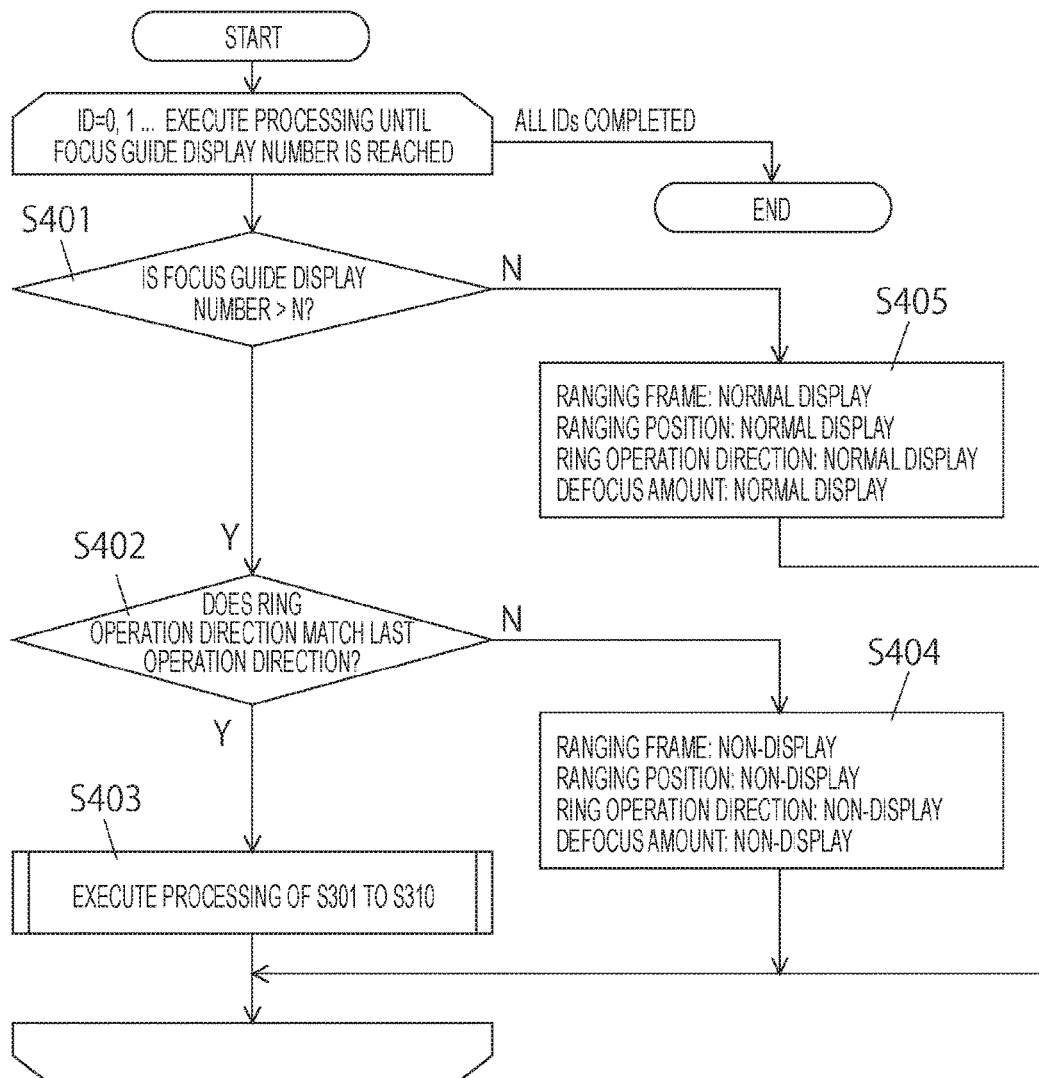 START
ID=0, 1 ... EXECUTE PROCESSING UNTIL
FOCUS GUIDE DISPLAY NUMBER IS REACHED
ALL IDs COMPLETED
END
S401
IS FOCUS GUIDE DISPLAY
NUMBER > N?
N
S405
RANGING FRAME: NORMAL DISPLAY
RANGING POSITION: NORMAL DISPLAY
RING OPERATION DIRECTION: NORMAL DISPLAY
DEFOCUS AMOUNT: NORMAL DISPLAY
Y
S402
DOES RING
OPERATION DIRECTION MATCH LAST
OPERATION DIRECTION?
N
S404
RANGING FRAME: NON-DISPLAY
RANGING POSITION: NON-DISPLAY
RING OPERATION DIRECTION: NON-DISPLAY
DEFOCUS AMOUNT: NON-DISPLAY
Y
S403
EXECUTE PROCESSING OF S301 TO S310